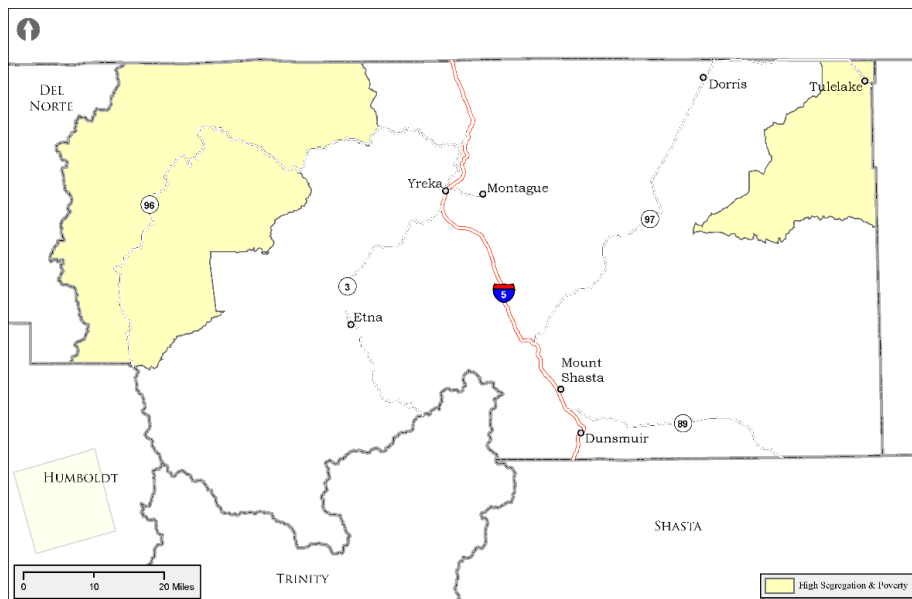 DEL
NORTE
Dorris
Tulelake
Yreka
Montague
96
97
3
5
Etna
Mount
Shasta
89
Dunsmuir
HUMBOLDT
SHASTA
TRINITY
0 10 20 Miles
High Segregation & Poverty